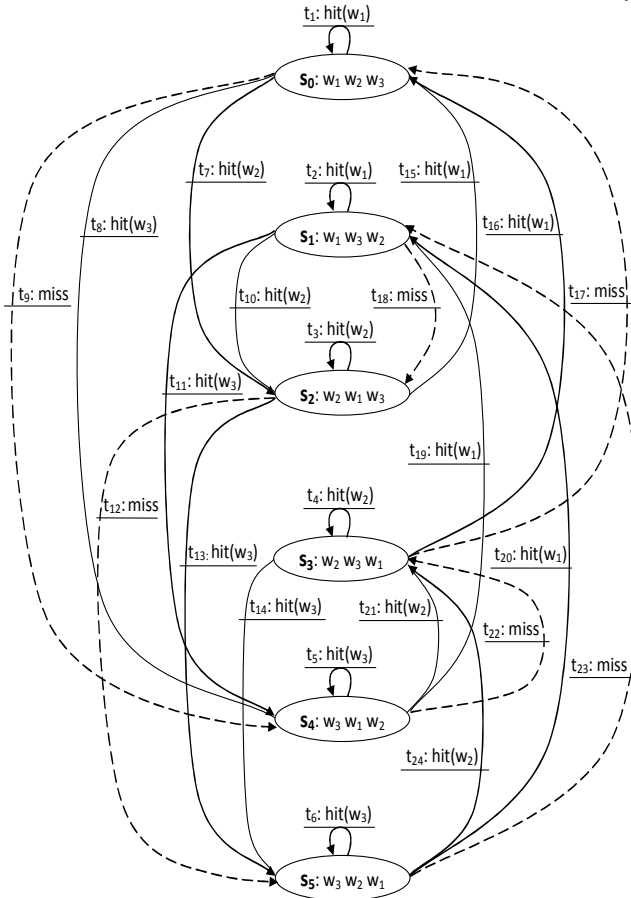 t1: hit(w1)
S0: w1 w2 w3
t7: hit(w2)
t15: hit(w1)
t2: hit(w1)
t8: hit(w3)
t16: hit(w1)
S1: w1 w3 w2
t9: miss
t10: hit(w2)
t18: miss
t17: miss
t3: hit(w2)
t11: hit(w3)
S2: w2 w1 w3
t19: hit(w1)
t4: hit(w2)
t12: miss
t13: hit(w3)
t20: hit(w1)
S3: w2 w3 w1
t14: hit(w3)
t21: hit(w2)
t22: miss
t5: hit(w3)
t23: miss
S4: w3 w1 w2
t24: hit(w2)
t6: hit(w3)
S5: w3 w2 w1